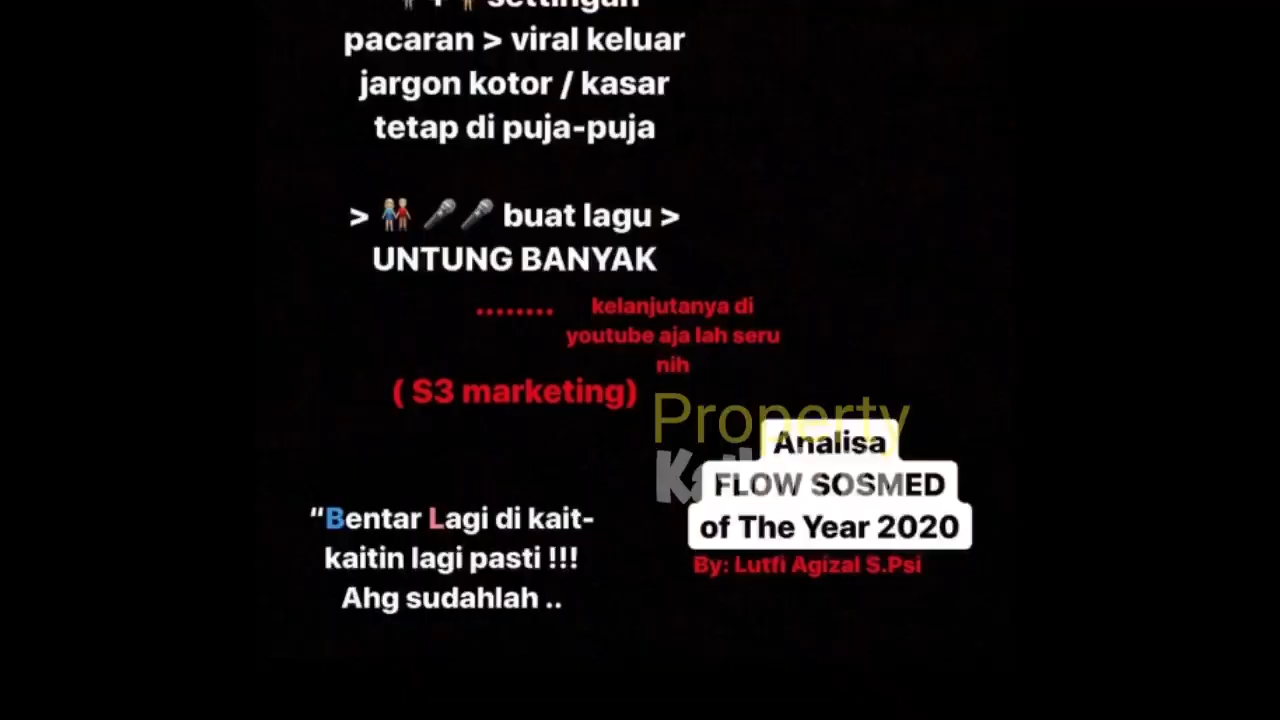 settingan
pacaran > viral keluar
jargon kotor / kasar
tetap di puja-puja
> 👫 🎤🎤 buat lagu >
UNTUNG BANYAK
........ kelanjutanya di
youtube aja lah seru
nih
( S3 marketing)
Property
Analisa
FLOW SOSMED
of The Year 2020
By: Lutfi Agizal S.Psi
“Bentar Lagi di kait-
kaitin lagi pasti !!!
Ahg sudahlah ..